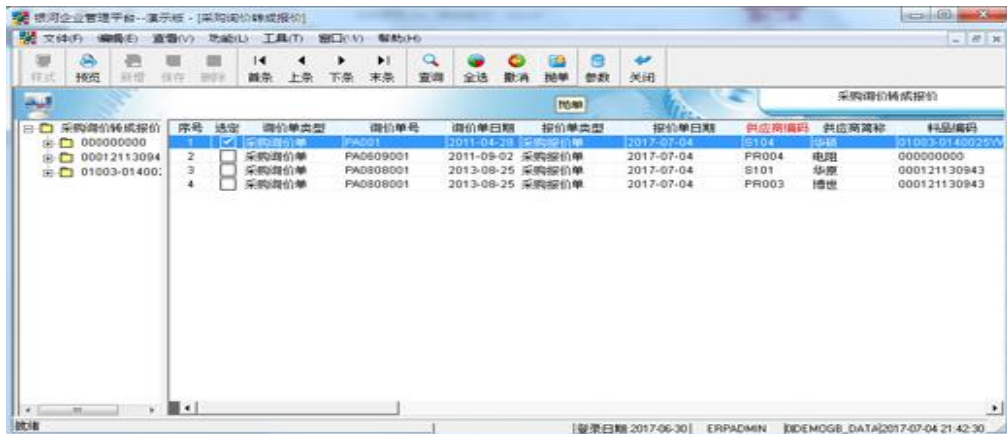 银河企业管理平台--演示版 - [采购询价转成报价]
文件(F) 编辑(E) 查看(V) 功能(L) 工具(T) 窗口(W) 帮助(H)
样式 预览 新增 保存 删除 首条 上条 下条 末条 查询 全选 撤消 抛单 参数 关闭
采购询价转成报价
抛单
采购询价转成报价
000000000
00012113094
01003-01400:
序号 选定 询价单类型 询价单号 询价单日期 报价单类型 报价单日期 供应商编码 供应商简称 料品编码
1 采购询价单 PA001 2011-04-28 采购报价单 2017-07-04 S104 华硕 01003-0140025W
2 采购询价单 PA0609001 2011-09-02 采购报价单 2017-07-04 PR004 电阻 000000000
3 采购询价单 PA0808001 2013-08-25 采购报价单 2017-07-04 S101 华原 000121130943
4 采购询价单 PA0808001 2013-08-25 采购报价单 2017-07-04 PR003 博世 000121130943
就绪 登录日期:2017-06-30 ERPADMIN 2017-07-04 21:42:30